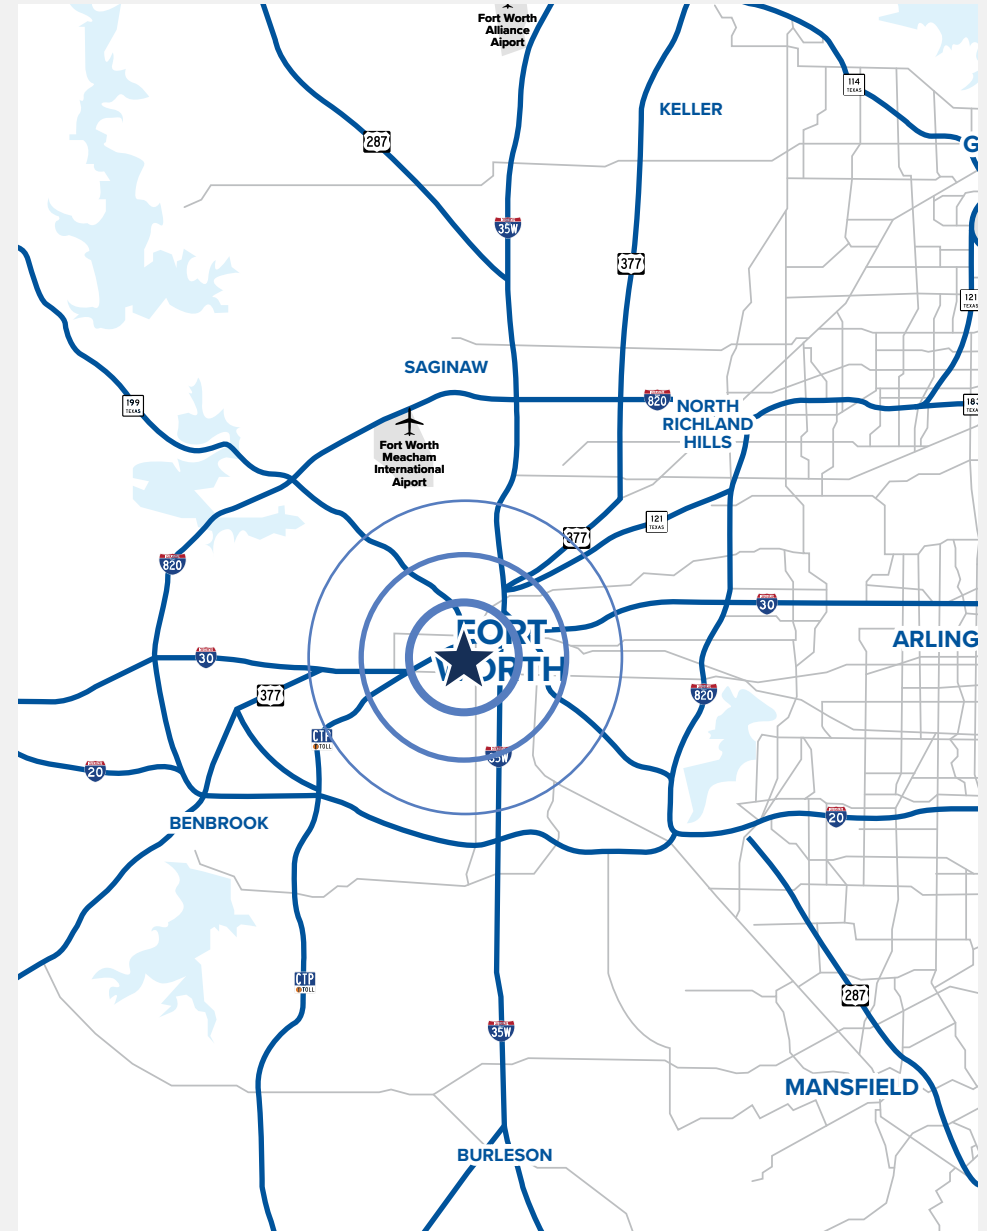 Fort Worth
Alliance
Aiport
114
TEXAS
KELLER
287
G
35W
377
121
TEXAS
SAGINAW
820
199
TEXAS
183
NORTH
RICHLAND
HILLS
Fort Worth
Meacham
International
Aiport
121
TEXAS
377
820
30
FORT
WORTH
ARLING
30
377
820
CTP
TOLL
35W
20
20
BENBROOK
CTP
TOLL
287
35W
MANSFIELD
BURLESON